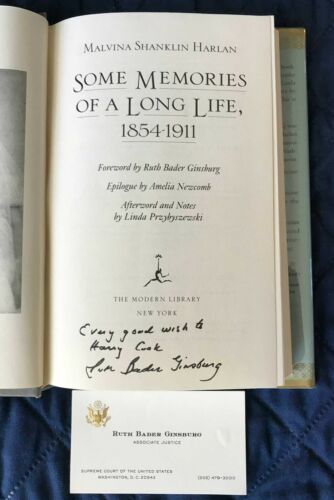 MALVINA SHANKLIN HARLAN
SOME MEMORIES
OF A LONG LIFE,
1854-1911
Foreword by Ruth Bader Ginsburg
Epilogue by Amelia Newcomb
Afterword and Notes
by Linda Przybyszewski
THE MODERN LIBRARY
NEW YORK
Every good wish to
Harry Cook
Ruth Bader Ginsburg
RUTH BADER GINSBURG
ASSOCIATE JUSTICE
SUPREME COURT OF THE UNITED STATES
WASHINGTON, D.C. 20543
(202) 479-3200